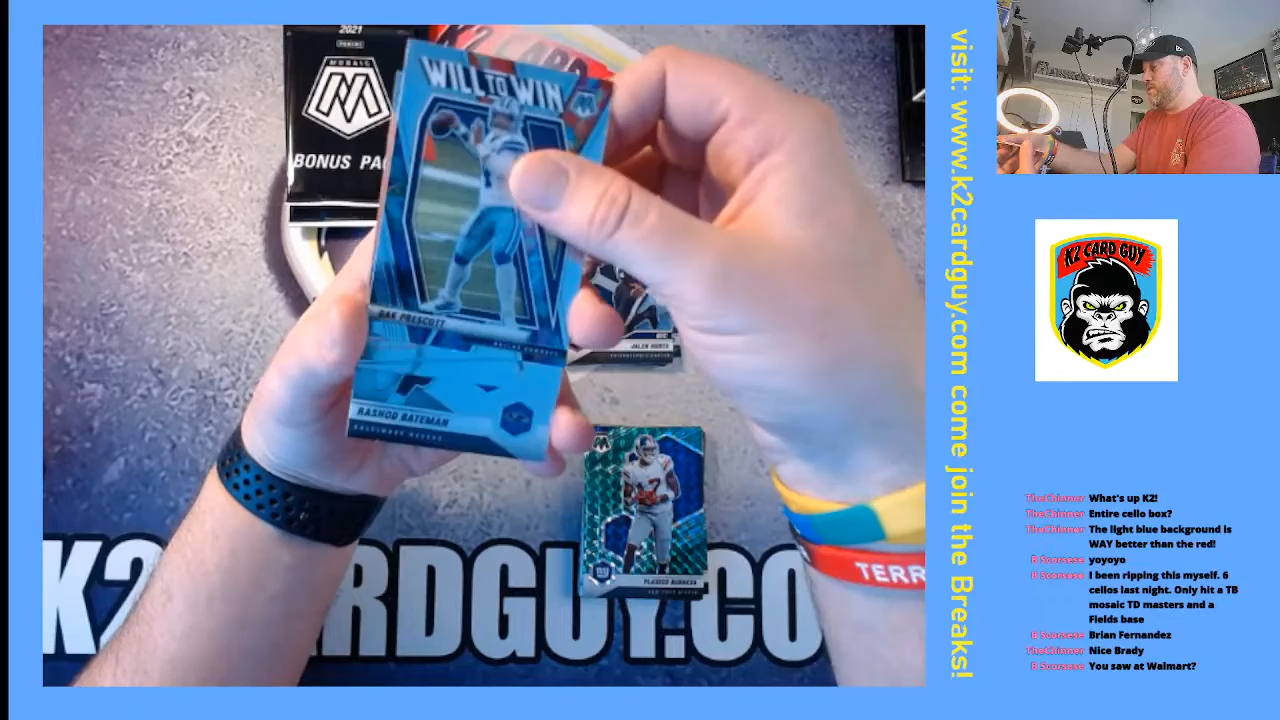 2021
PANINI
MOSAIC
BONUS PA
WILL TO WIN
DAK PRESCOTT
DALLAS COWBOYS
RASHOD BATEMAN
BALTIMORE RAVENS
JALEN HURTS
PHILADELPHIA EAGLES
PLAXICO BURRESS
NEW YORK GIANTS
TERR
K2CARDGUY.CO
visit: www.k2cardguy.com come join the Breaks!
K2 CARD GUY
TheChinner What's up K2!
TheChinner Entire cello box?
TheChinner The light blue background is
WAY better than the red!
B Scorsese yoyoyo
B Scorsese I been ripping this myself. 6
cellos last night. Only hit a TB
mosaic TD masters and a
Fields base
B Scorsese Brian Fernandez
TheChinner Nice Brady
B Scorsese You saw at Walmart?